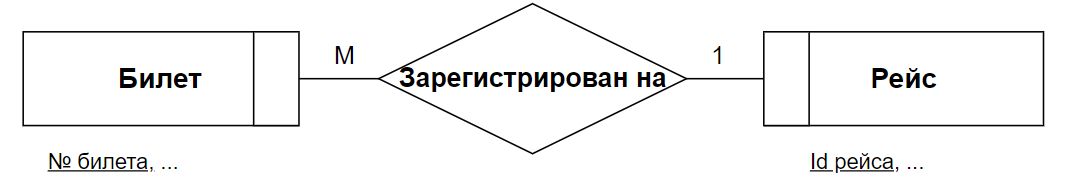 Билет
M
Зарегистрирован на
1
Рейс
№ билета, ...
Id рейса, ...